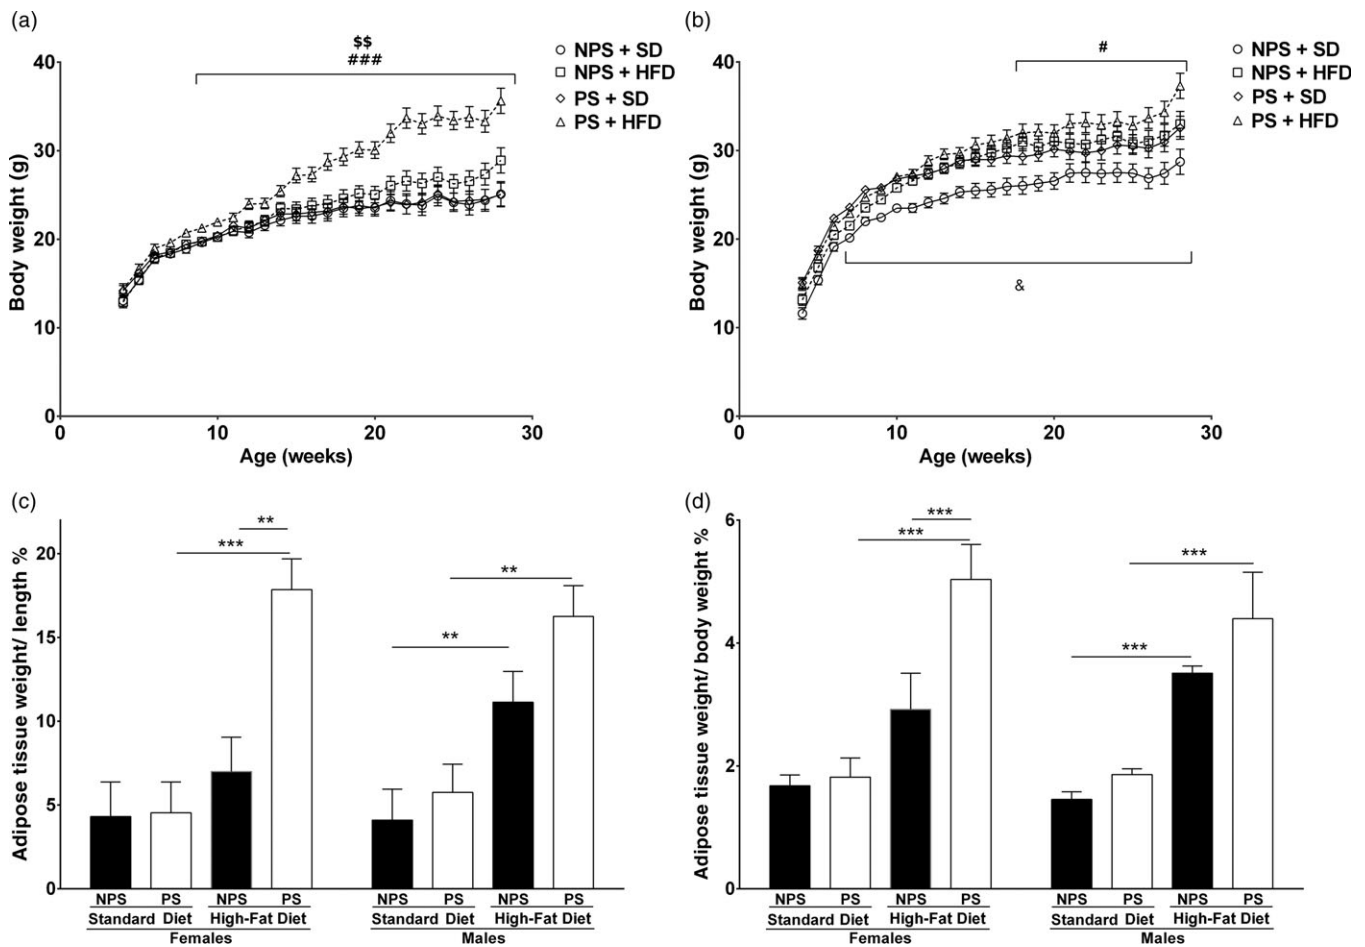 (a)
$$
###
NPS + SD
NPS + HFD
PS + SD
PS + HFD
40
30
20
10
0
Body weight (g)
0 10 20 30
Age (weeks)
(b)
#
NPS + SD
NPS + HFD
PS + SD
PS + HFD
40
30
20
10
0
Body weight (g)
&
0 10 20 30
Age (weeks)
(c)
20
15
10
5
0
Adipose tissue weight/ length %
**
***
**
**
NPS PS NPS PS NPS PS NPS PS
Standard Diet High-Fat Diet Standard Diet High-Fat Diet
Females Males
(d)
6
4
2
0
Adipose tissue weight/ body weight %
***
***
***
***
NPS PS NPS PS NPS PS NPS PS
Standard Diet High-Fat Diet Standard Diet High-Fat Diet
Females Males